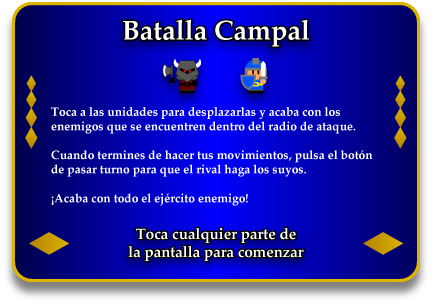 Batalla Campal
Toca a las unidades para desplazarlas y acaba con los
enemigos que se encuentren dentro del radio de ataque.
Cuando termines de hacer tus movimientos, pulsa el botón
de pasar turno para que el rival haga los suyos.
¡Acaba con todo el ejército enemigo!
Toca cualquier parte de
la pantalla para comenzar